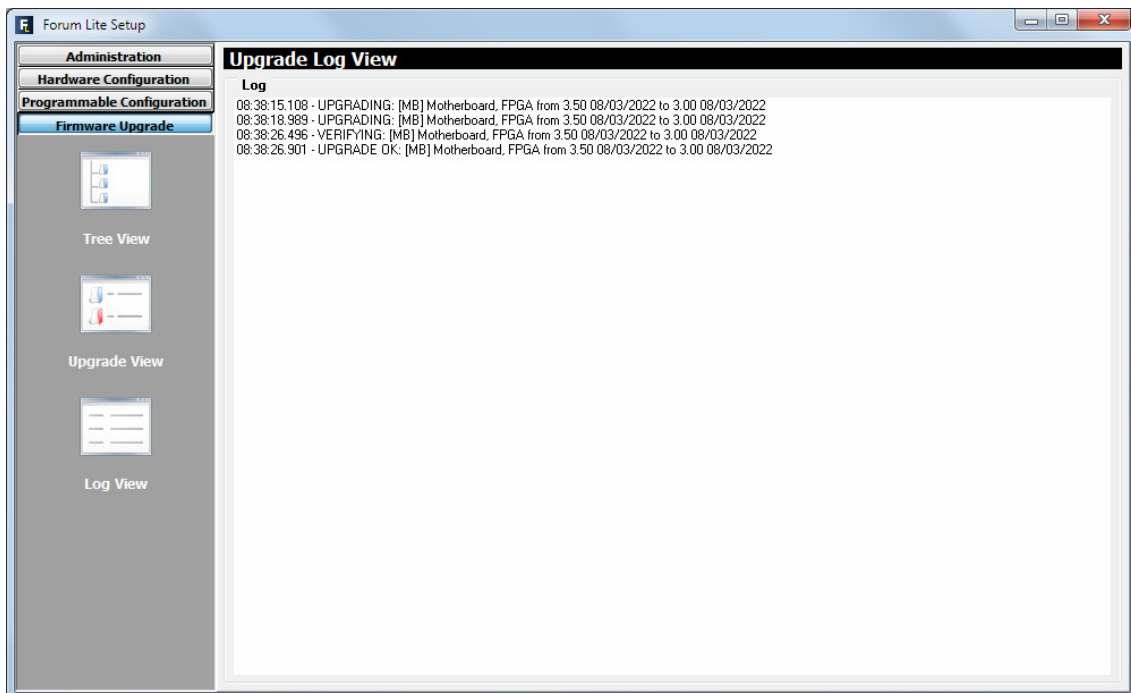 Forum Lite Setup
Administration
Hardware Configuration
Programmable Configuration
Firmware Upgrade
Tree View
Upgrade View
Log View
Upgrade Log View
Log
08:38:15.108 - UPGRADING: [MB] Motherboard, FPGA from 3.50 08/03/2022 to 3.00 08/03/2022
08:38:18.989 - UPGRADING: [MB] Motherboard, FPGA from 3.50 08/03/2022 to 3.00 08/03/2022
08:38:26.496 - VERIFYING: [MB] Motherboard, FPGA from 3.50 08/03/2022 to 3.00 08/03/2022
08:38:26.901 - UPGRADE OK: [MB] Motherboard, FPGA from 3.50 08/03/2022 to 3.00 08/03/2022